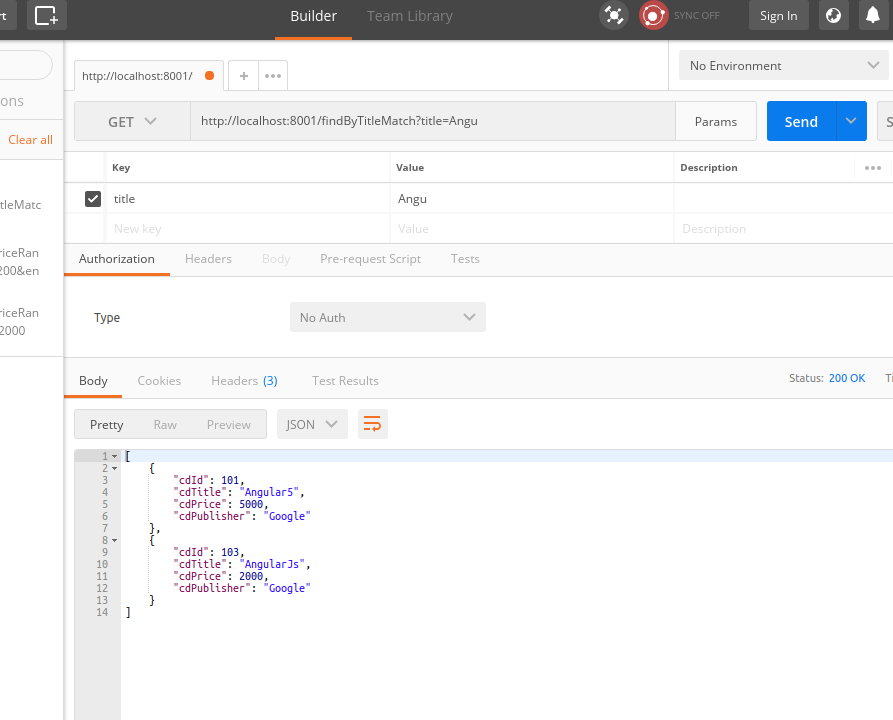 rt
Builder
Team Library
SYNC OFF
Sign In
ons
Clear all
tleMatc
riceRan
200&en
riceRan
2000
http://localhost:8001/
+
No Environment
GET
http://localhost:8001/findByTitleMatch?title=Angu
Params
Send
S
Key Value Description
title Angu
New key Value Description
Authorization Headers Body Pre-request Script Tests
Type No Auth
Body Cookies Headers (3) Test Results Status: 200 OK Ti
Pretty Raw Preview JSON
1 [
2 {
3 "cdId": 101,
4 "cdTitle": "Angular5",
5 "cdPrice": 5000,
6 "cdPublisher": "Google"
7 },
8 {
9 "cdId": 103,
10 "cdTitle": "AngularJs",
11 "cdPrice": 2000,
12 "cdPublisher": "Google"
13 }
14 ]